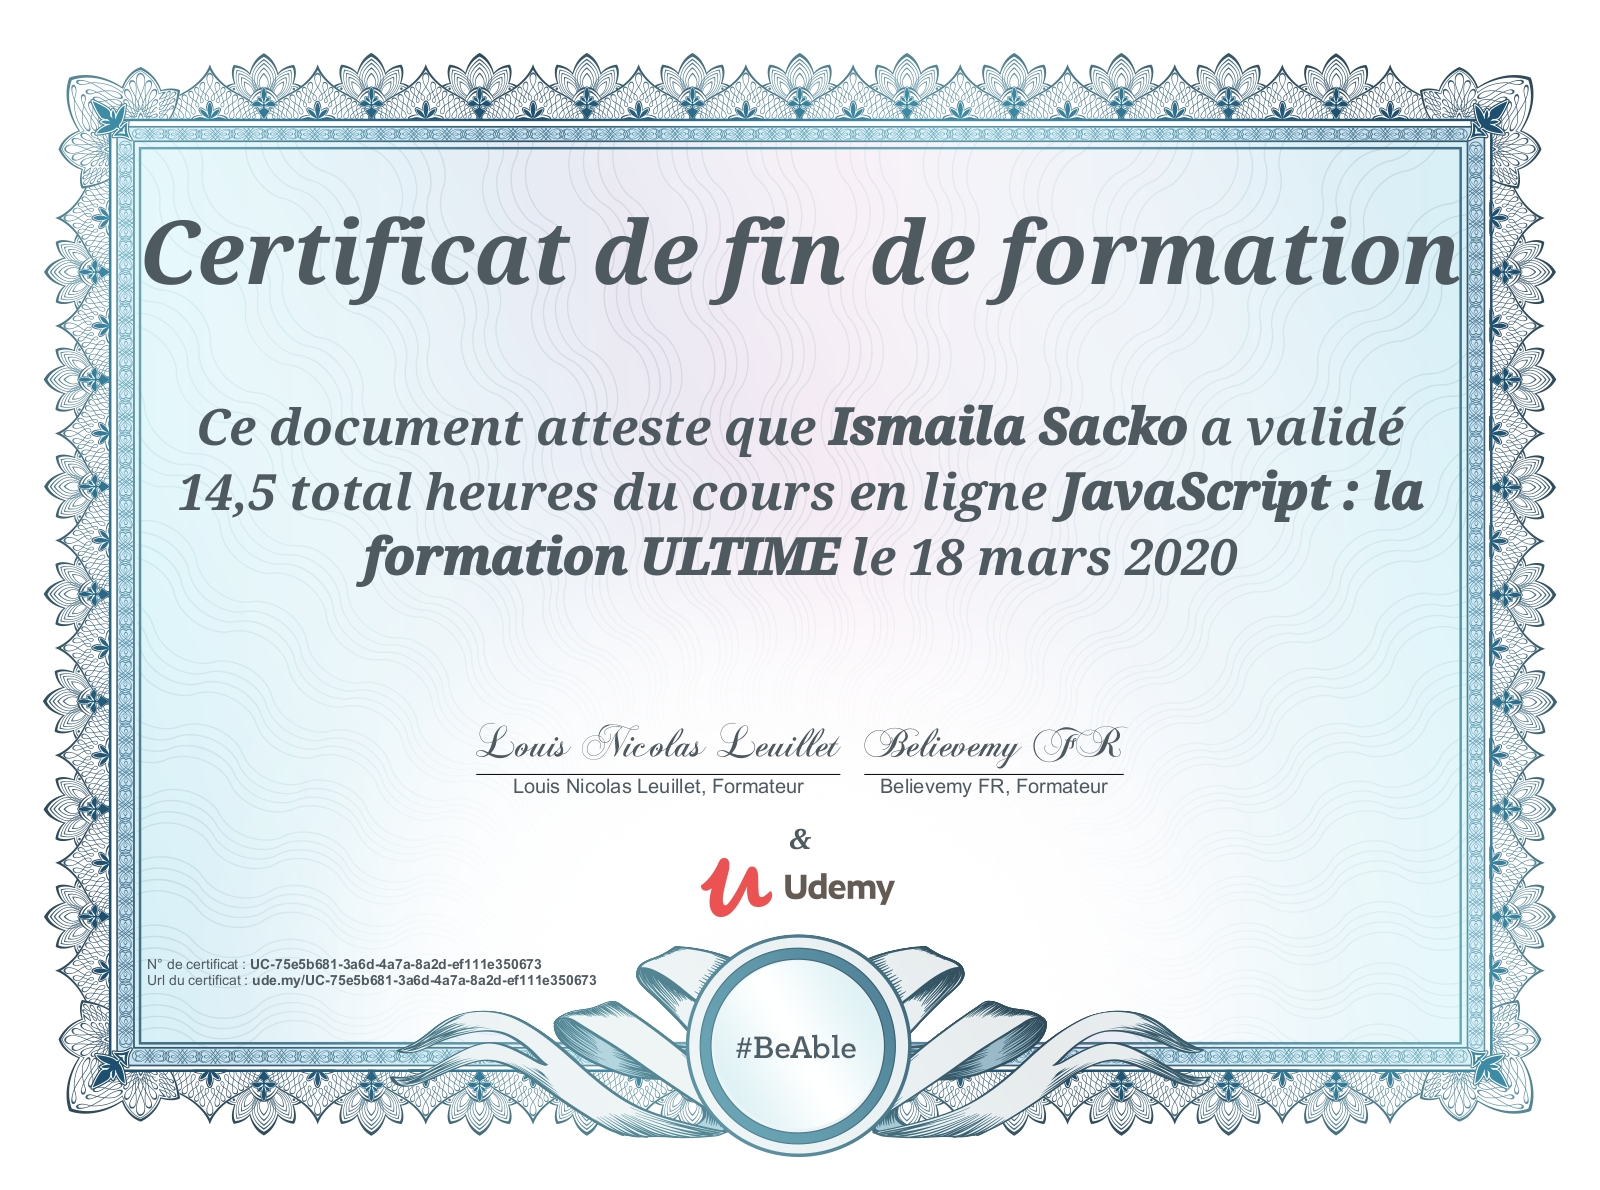 Certificat de fin de formation
Ce document atteste que Ismaila Sacko a validé
14,5 total heures du cours en ligne JavaScript : la
formation ULTIME le 18 mars 2020
Louis Nicolas Leuillet Believemy FR
Louis Nicolas Leuillet, Formateur Believemy FR, Formateur
&
Udemy
N° de certificat : UC-75e5b681-3a6d-4a7a-8a2d-ef111e350673
Url du certificat : ude.my/UC-75e5b681-3a6d-4a7a-8a2d-ef111e350673
#BeAble